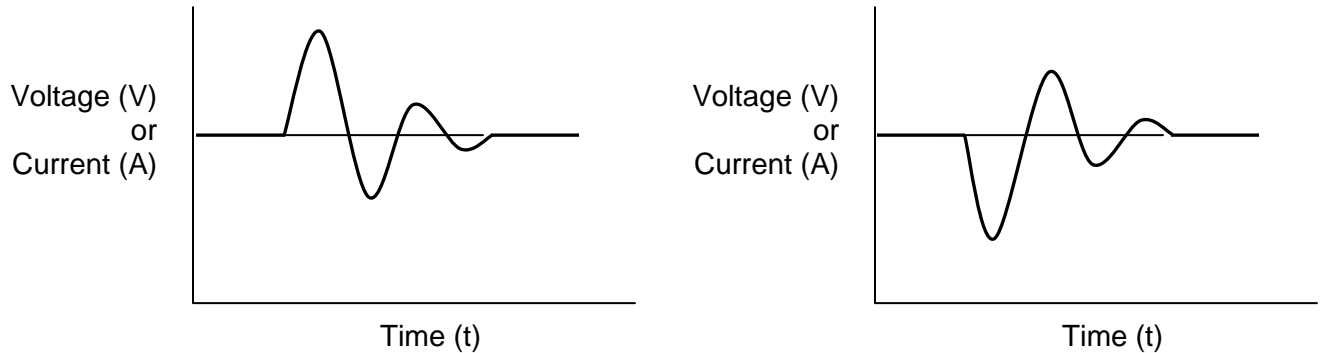 Voltage (V)
or
Current (A)
Time (t)
Voltage (V)
or
Current (A)
Time (t)